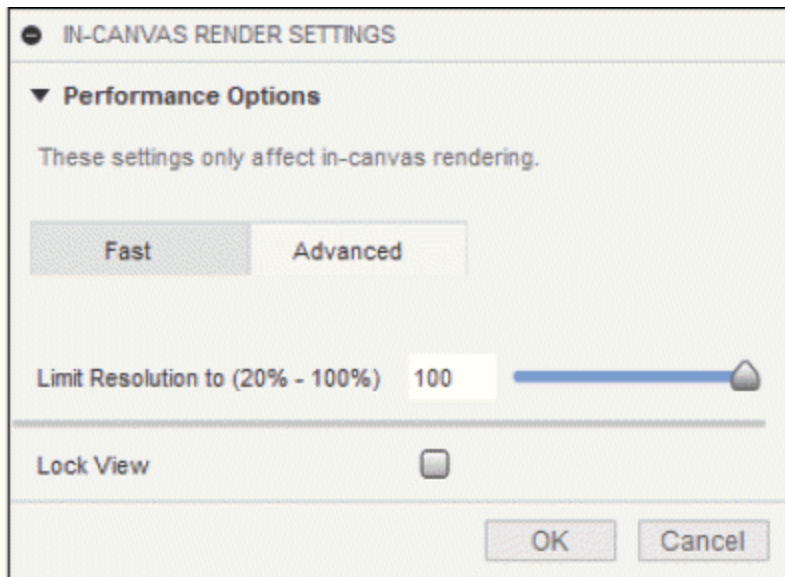 IN-CANVAS RENDER SETTINGS
Performance Options
These settings only affect in-canvas rendering.
Fast Advanced
Limit Resolution to (20% - 100%) 100
Lock View
OK Cancel